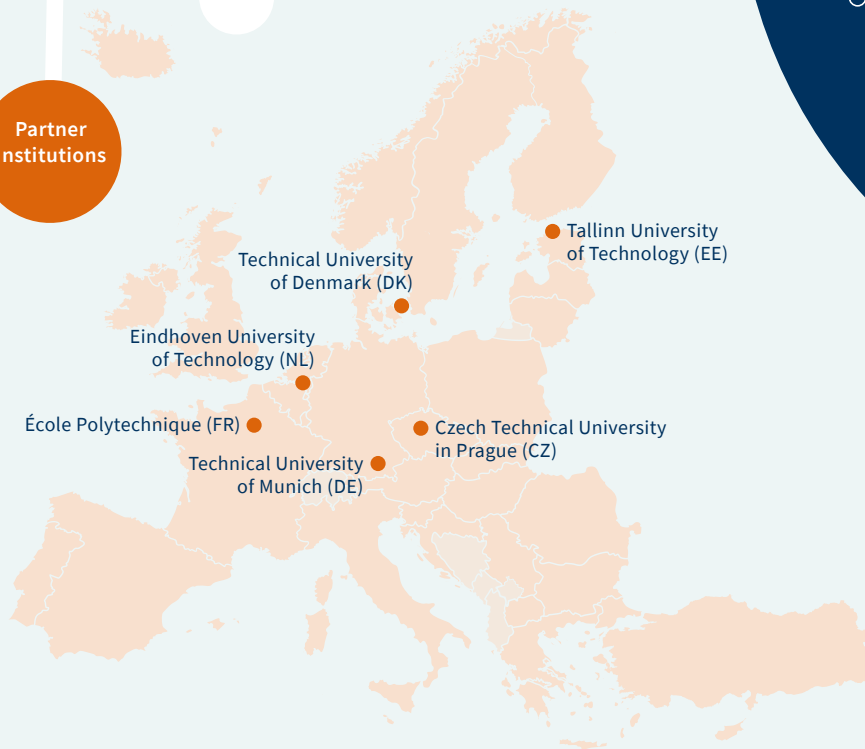 Partner
nstitutions
Tallinn University
of Technology (EE)
Technical University
of Denmark (DK)
Eindhoven University
of Technology (NL)
École Polytechnique (FR)
Czech Technical University
in Prague (CZ)
Technical University
of Munich (DE)